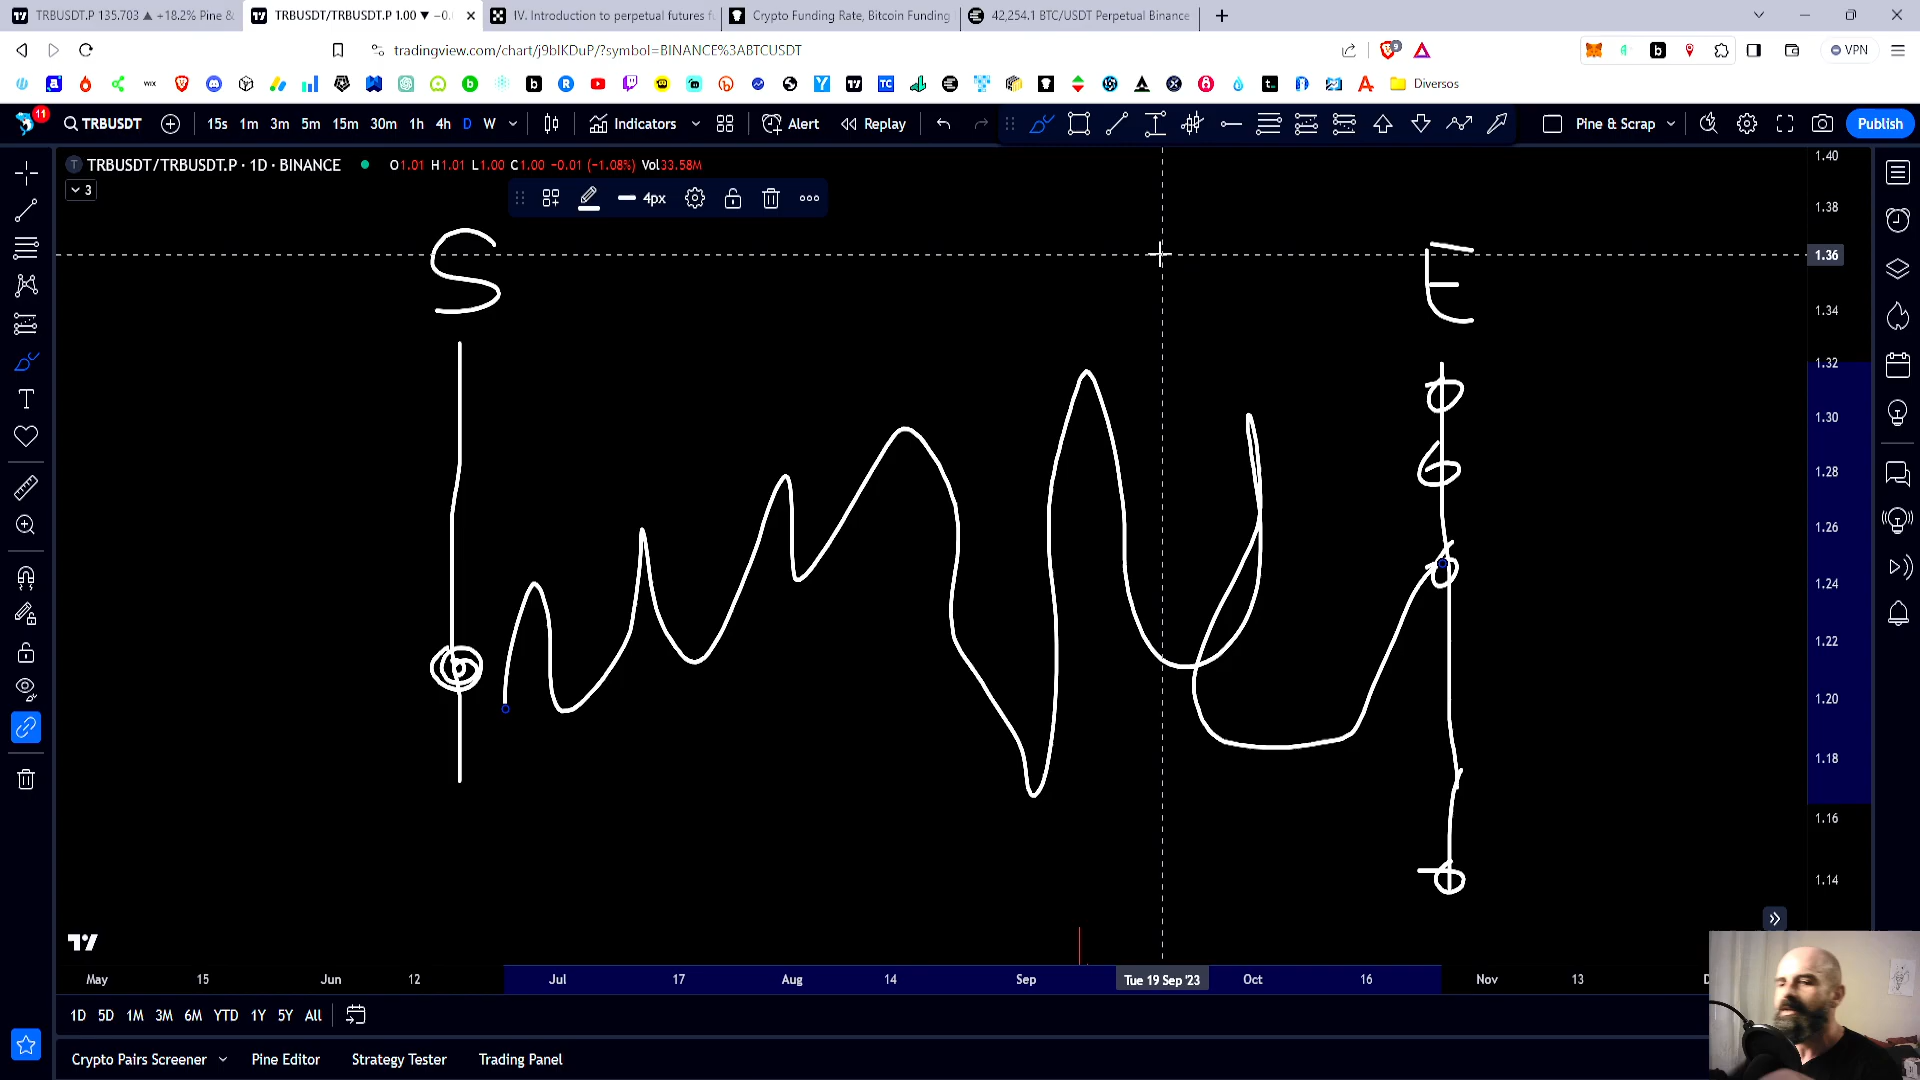 TRBUSDT.P 135.703 ▲ +18.2% Pine &
TRBUSDT/TRBUSDT.P 1.00 ▼ −0.
IV. Introduction to perpetual futures f
Crypto Funding Rate, Bitcoin Funding
42,254.1 BTC/USDT Perpetual Binance
tradingview.com/chart/j9bIKDuP/?symbol=BINANCE%3ABTCUSDT
9
VPN
WIX
Diversos
11
TRBUSDT
15s 1m 3m 5m 15m 30m 1h 4h D W
Indicators
Alert
Replay
Pine & Scrap
Publish
TRBUSDT/TRBUSDT.P · 1D · BINANCE
O1.01 H1.01 L1.00 C1.00 −0.01 (−1.08%) Vol33.58M
3
4px
S
E
1.40
1.38
1.36
1.34
1.32
1.30
1.28
1.26
1.24
1.22
1.20
1.18
1.16
1.14
May 15 Jun 12 Jul 17 Aug 14 Sep Tue 19 Sep '23 Oct 16 Nov 13 D
1D 5D 1M 3M 6M YTD 1Y 5Y All
Crypto Pairs Screener
Pine Editor
Strategy Tester
Trading Panel